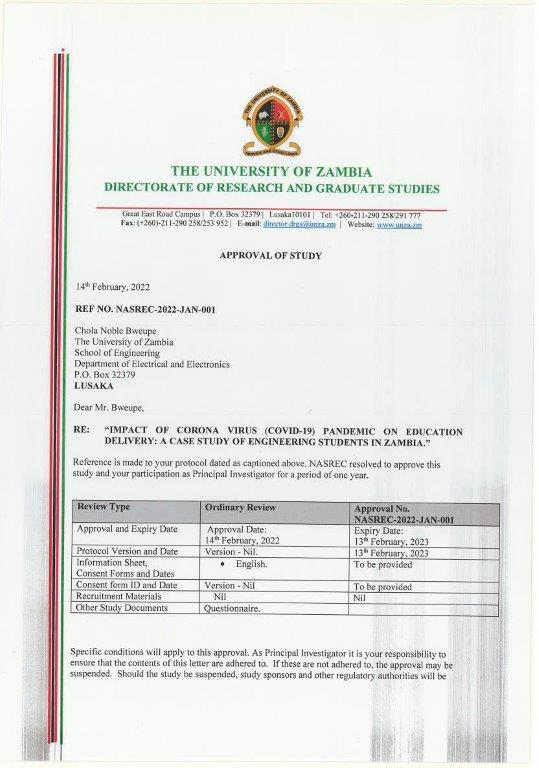 THE UNIVERSITY OF ZAMBIA
SERVICE AND EXCELLENCE
THE UNIVERSITY OF ZAMBIA
DIRECTORATE OF RESEARCH AND GRADUATE STUDIES
Great East Road Campus | P.O. Box 32379 | Lusaka10101 | Tel: +260-211-290 258/291 777
Fax: (+260)-211-290 258/253 952 | E-mail: director.drgs@unza.zm | Website: www.unza.zm
APPROVAL OF STUDY
14th February, 2022
REF NO. NASREC-2022-JAN-001
Chola Noble Bweupe
The University of Zambia
School of Engineering
Department of Electrical and Electronics
P.O. Box 32379
LUSAKA
Dear Mr. Bweupe,
RE: “IMPACT OF CORONA VIRUS (COVID-19) PANDEMIC ON EDUCATION
DELIVERY: A CASE STUDY OF ENGINEERING STUDENTS IN ZAMBIA.”
Reference is made to your protocol dated as captioned above. NASREC resolved to approve this
study and your participation as Principal Investigator for a period of one year.
Review Type Ordinary Review Approval No.
NASREC-2022-JAN-001
Approval and Expiry Date Approval Date: Expiry Date:
14th February, 2022 13th February, 2023
Protocol Version and Date Version - Nil. 13th February, 2023
Information Sheet, • English. To be provided
Consent Forms and Dates
Consent form ID and Date Version - Nil To be provided
Recruitment Materials Nil Nil
Other Study Documents Questionnaire.
Specific conditions will apply to this approval. As Principal Investigator it is your responsibility to
ensure that the contents of this letter are adhered to. If these are not adhered to, the approval may be
suspended. Should the study be suspended, study sponsors and other regulatory authorities will be